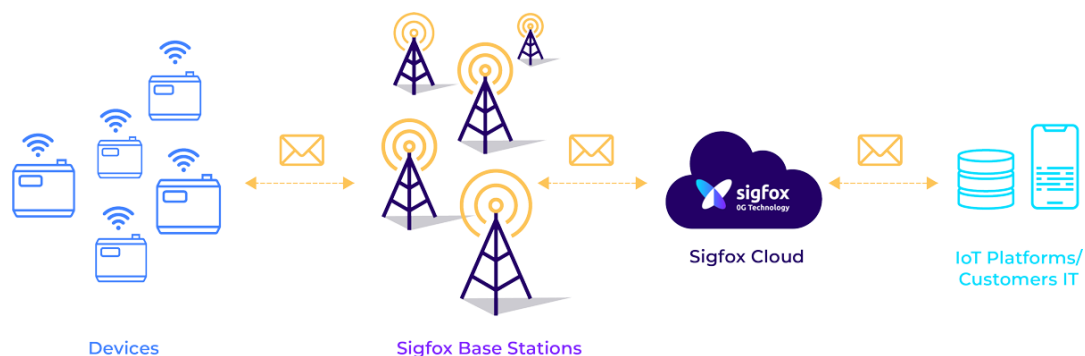 sigfox
0G Technology
Sigfox Cloud
IoT Platforms/
Customers IT
Devices
Sigfox Base Stations